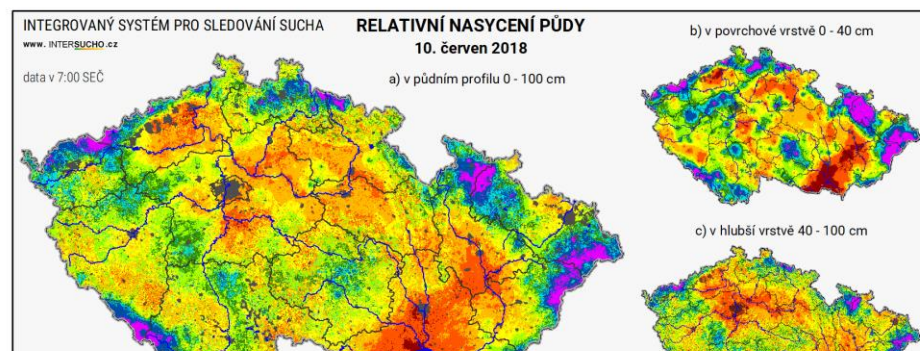 INTEGROVANÝ SYSTÉM PRO SLEDOVÁNÍ SUCHA
www. INTERSUCHO.cz
data v 7:00 SEČ
RELATIVNÍ NASYCENÍ PŮDY
10. červen 2018
a) v půdním profilu 0 - 100 cm
b) v povrchové vrstvě 0 - 40 cm
c) v hlubší vrstvě 40 - 100 cm